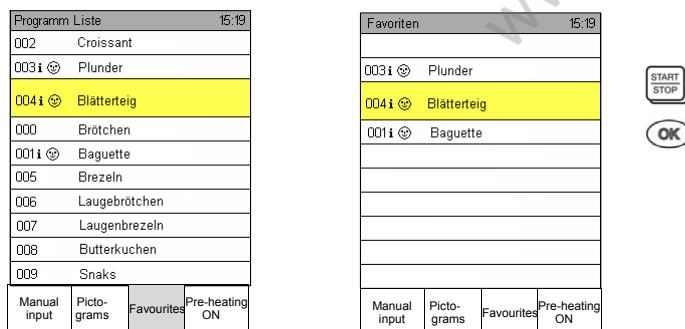 Programm Liste 15:19
002 Croissant
003 i Plunder
004 i Blätterteig
000 Brötchen
001 i Baguette
005 Brezeln
006 Laugebrötchen
007 Laugenbrezeln
008 Butterkuchen
009 Snaks
Manual input
Picto-grams
Favourites
Pre-heating ON
Favoriten 15:19
003 i Plunder
004 i Blätterteig
001 i Baguette
Manual input
Picto-grams
Favourites
Pre-heating ON
START
STOP
OK